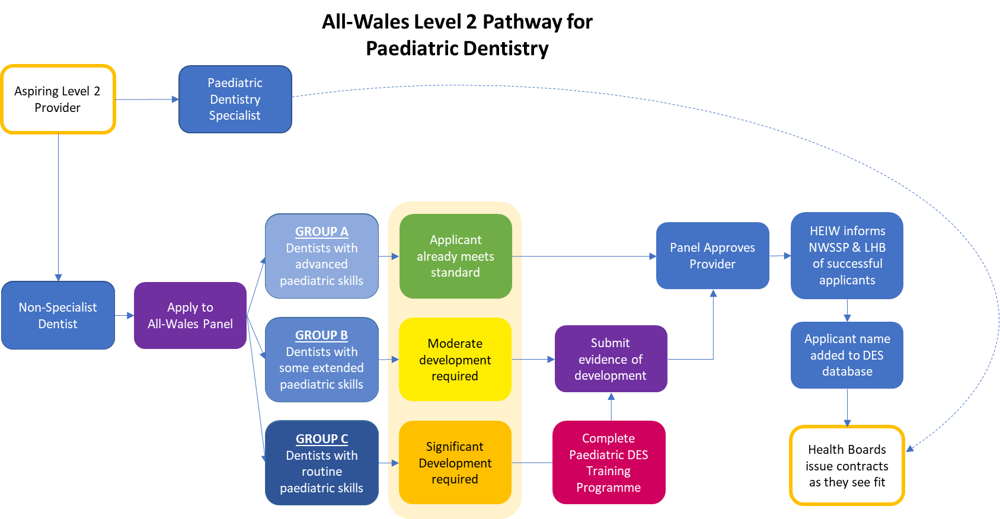 All-Wales Level 2 Pathway for
Paediatric Dentistry
Aspiring Level 2
Provider
Paediatric
Dentistry
Specialist
Non-Specialist
Dentist
Apply to
All-Wales Panel
GROUP A
Dentists with
advanced
paediatric skills
Applicant
already meets
standard
GROUP B
Dentists with
some extended
paediatric skills
Moderate
development
required
GROUP C
Dentists with
routine
paediatric skills
Significant
Development
required
Complete
Paediatric DES
Training
Programme
Submit
evidence of
development
Panel Approves
Provider
HEIW informs
NWSSP & LHB
of successful
applicants
Applicant name
added to DES
database
Health Boards
issue contracts
as they see fit